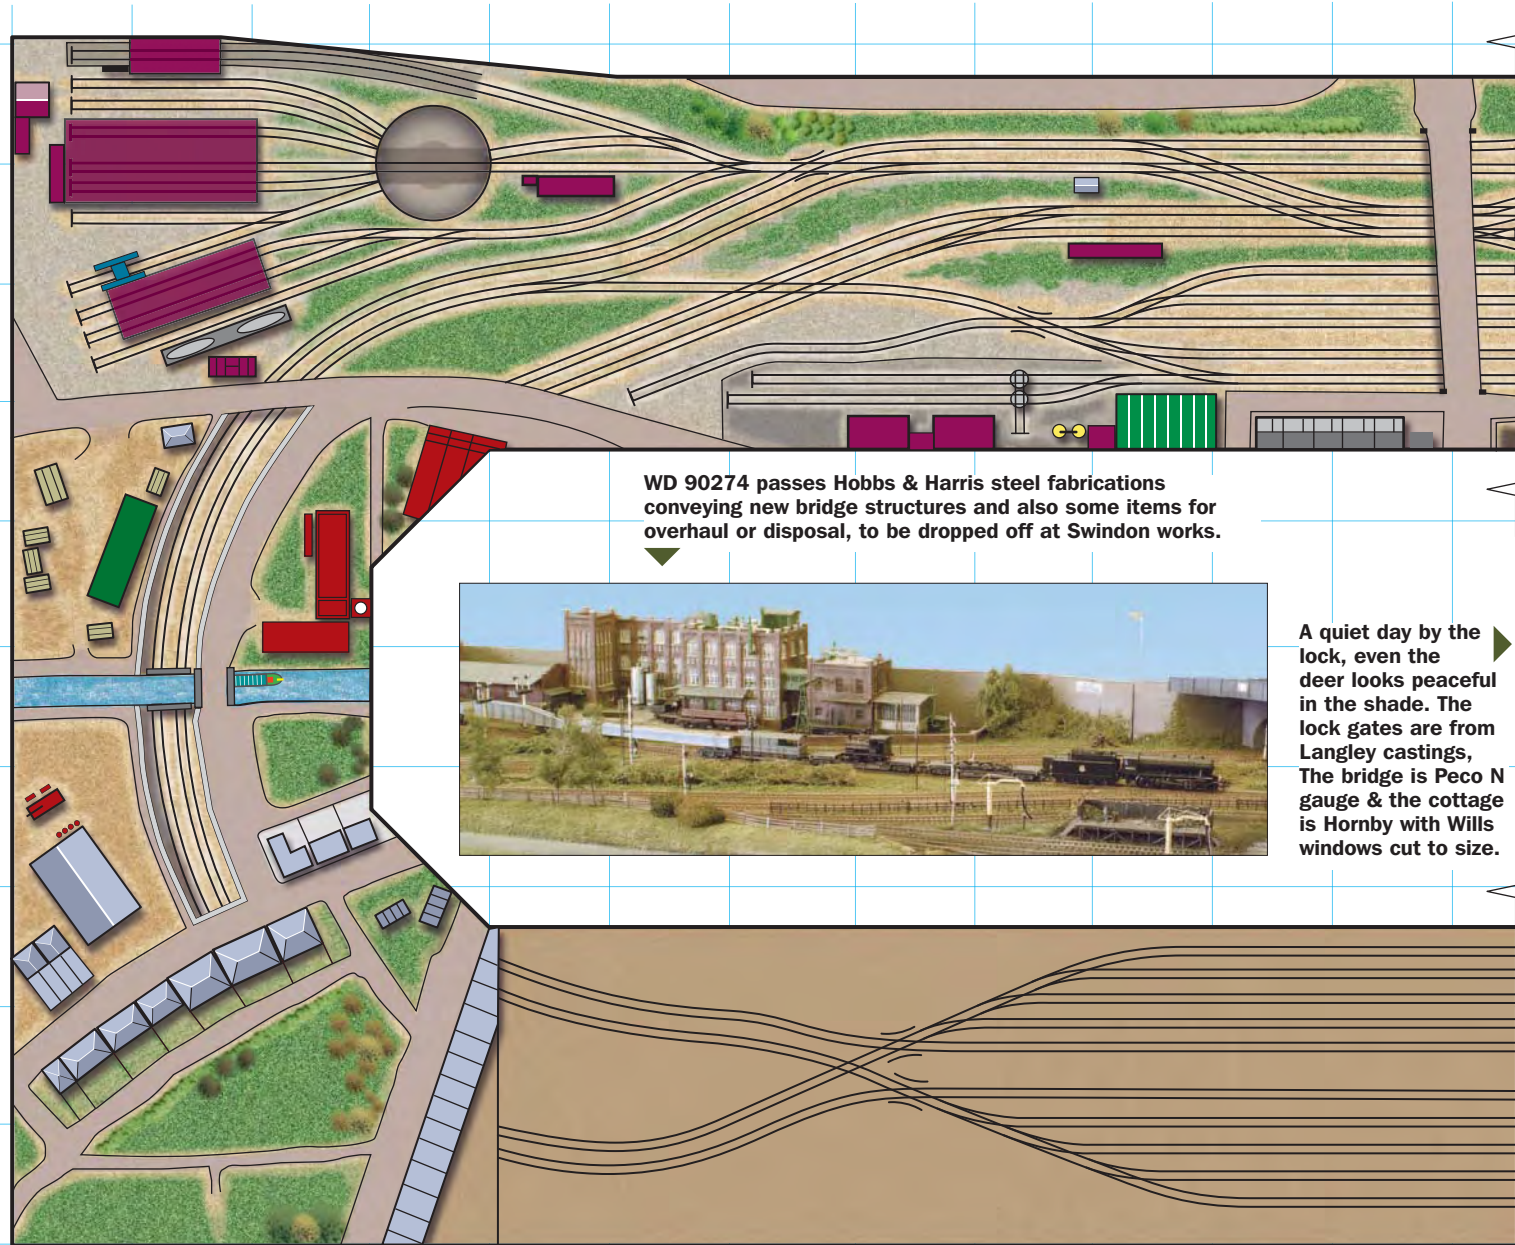 WD 90274 passes Hobbs & Harris steel fabrications
conveying new bridge structures and also some items for
overhaul or disposal, to be dropped off at Swindon works.
A quiet day by the
lock, even the
deer looks peaceful
in the shade. The
lock gates are from
Langley castings,
The bridge is Peco N
gauge & the cottage
is Hornby with Wills
windows cut to size.